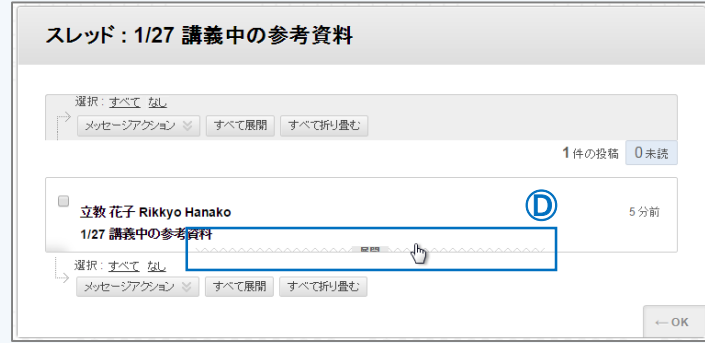 スレッド : 1/27 講義中の参考資料
選択: すべて なし
メッセージアクション すべて展開 すべて折り畳む
1件の投稿 0未読
立教 花子 Rikkyo Hanako 5分前
1/27 講義中の参考資料
D
展開
選択: すべて なし
メッセージアクション すべて展開 すべて折り畳む
←OK